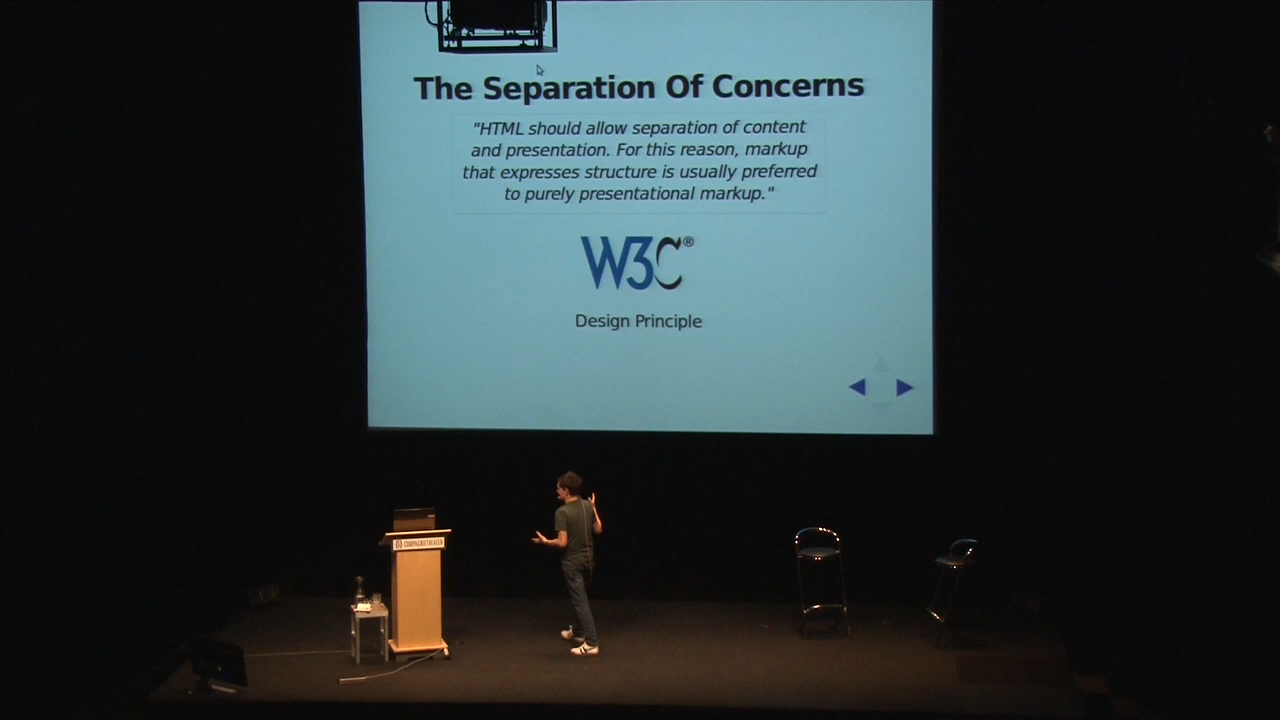 The Separation Of Concerns
"HTML should allow separation of content
and presentation. For this reason, markup
that expresses structure is usually preferred
to purely presentational markup."
W3C®
Design Principle
COMPAGNIETHEATER